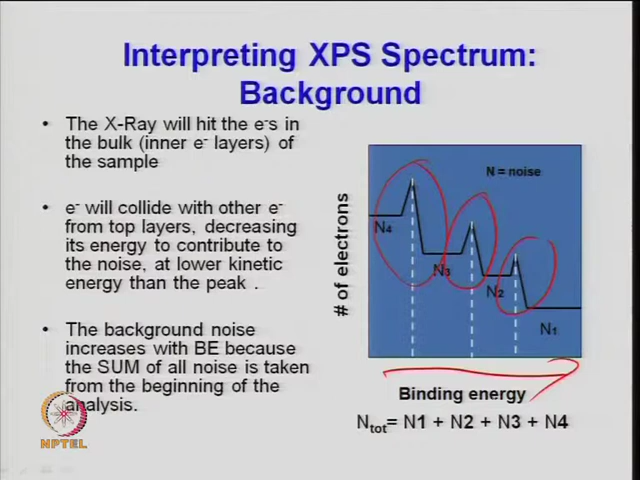 Interpreting XPS Spectrum:
Background
• The X-Ray will hit the e-s in
the bulk (inner e- layers) of
the sample
• e- will collide with other e-
from top layers, decreasing
its energy to contribute to
the noise, at lower kinetic
energy than the peak .
• The background noise
increases with BE because
the SUM of all noise is taken
from the beginning of the
analysis.
NPTEL
# of electrons
N = noise
N4
N3
N2
N1
Binding energy
Ntot= N1 + N2 + N3 + N4